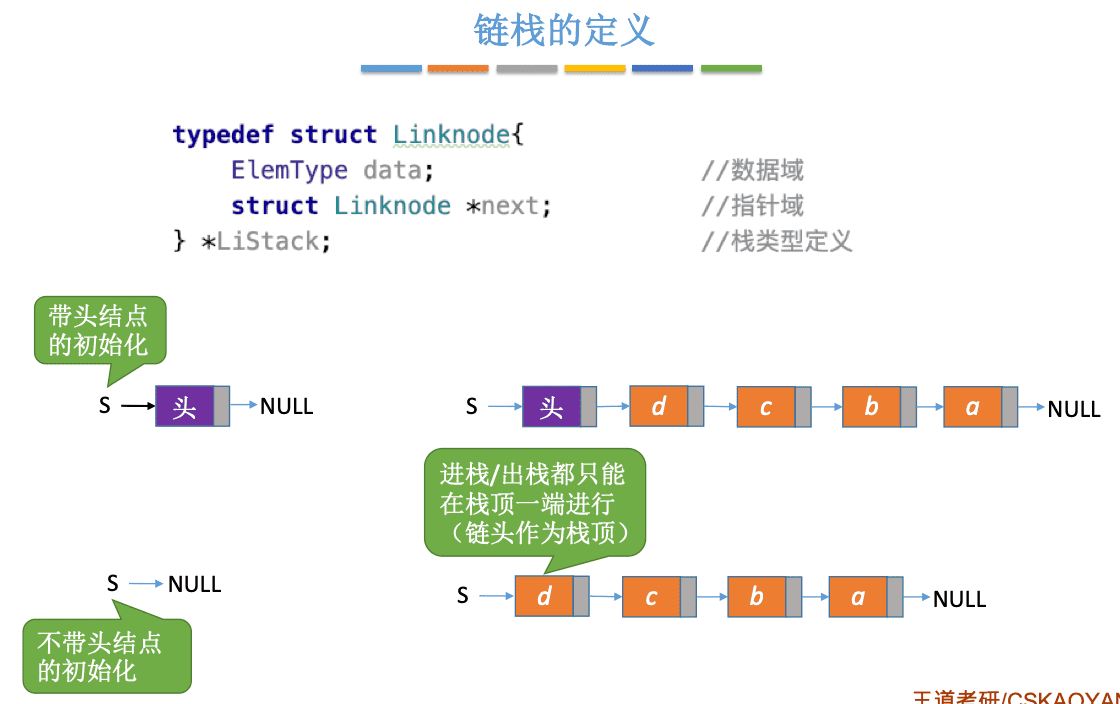 链栈的定义
typedef struct Linknode{
ElemType data; //数据域
struct Linknode *next; //指针域
} *LiStack; //栈类型定义
带头结点
的初始化
S 头 NULL
S 头 d c b a NULL
进栈/出栈都只能
在栈顶一端进行
（链头作为栈顶）
S NULL
S d c b a NULL
不带头结点
的初始化
王道考研/CSKAOYAN